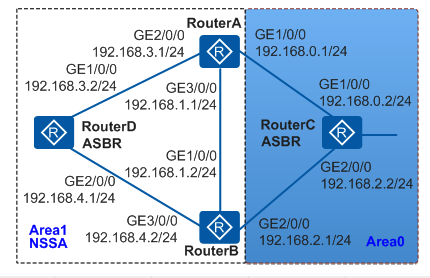 RouterA
GE2/0/0
192.168.3.1/24
GE1/0/0
192.168.0.1/24
GE1/0/0
192.168.3.2/24
GE3/0/0
192.168.1.1/24
GE1/0/0
192.168.0.2/24
R
R
R
RouterD
ASBR
RouterC
ASBR
GE1/0/0
192.168.1.2/24
GE2/0/0
192.168.4.1/24
GE2/0/0
192.168.2.2/24
GE3/0/0
192.168.4.2/24
R
GE2/0/0
192.168.2.1/24
Area1
NSSA
RouterB
Area0